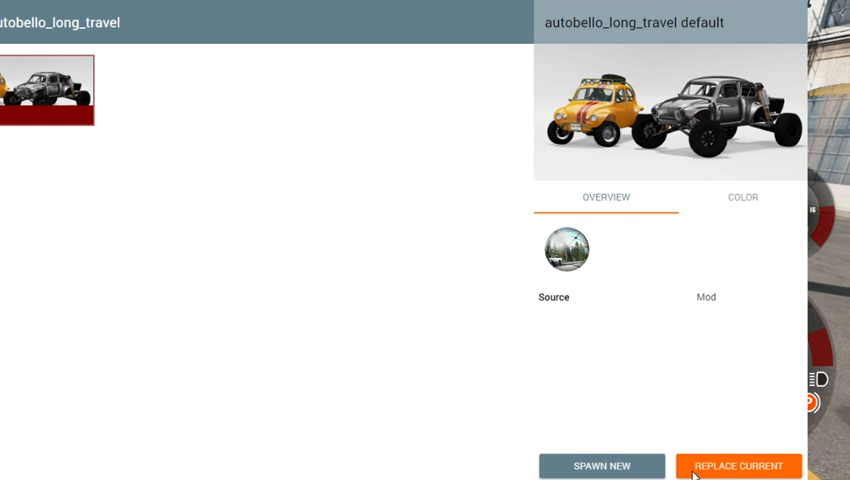 utobello_long_travel
autobello_long_travel default
OVERVIEW
COLOR
Source
Mod
SPAWN NEW
REPLACE CURRENT